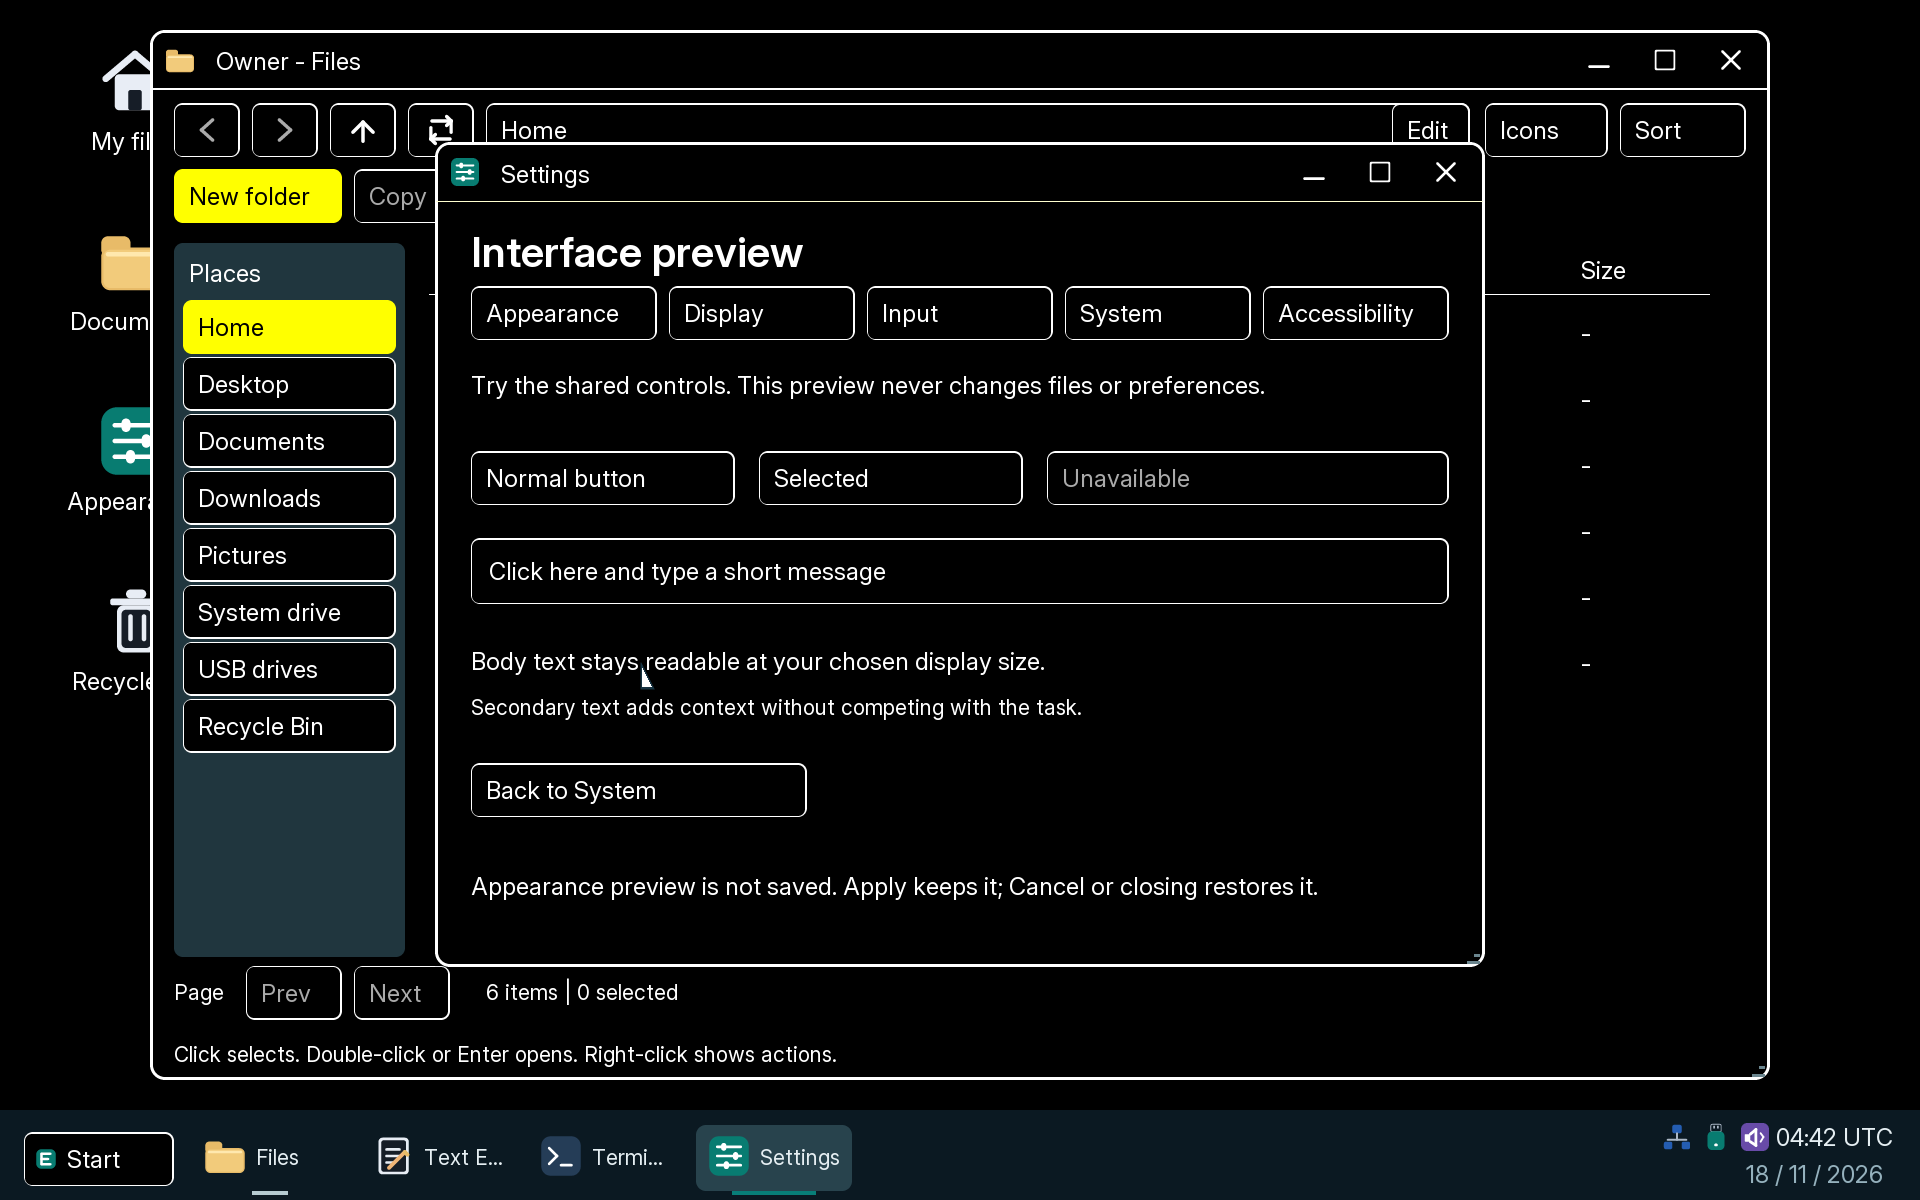 Owner - Files
Home
Edit
Icons
Sort
New folder
Copy
Size
Places
Home
Desktop
Documents
Downloads
Pictures
System drive
USB drives
Recycle Bin
My fil
Docum
Appeara
Recycle
Settings
Interface preview
Appearance
Display
Input
System
Accessibility
Try the shared controls. This preview never changes files or preferences.
Normal button
Selected
Unavailable
Click here and type a short message
Body text stays readable at your chosen display size.
Secondary text adds context without competing with the task.
Back to System
Appearance preview is not saved. Apply keeps it; Cancel or closing restores it.
-
-
-
-
-
-
Page
Prev
Next
6 items | 0 selected
Click selects. Double-click or Enter opens. Right-click shows actions.
E Start
Files
Text E...
Termi...
Settings
04:42 UTC
18 / 11 / 2026